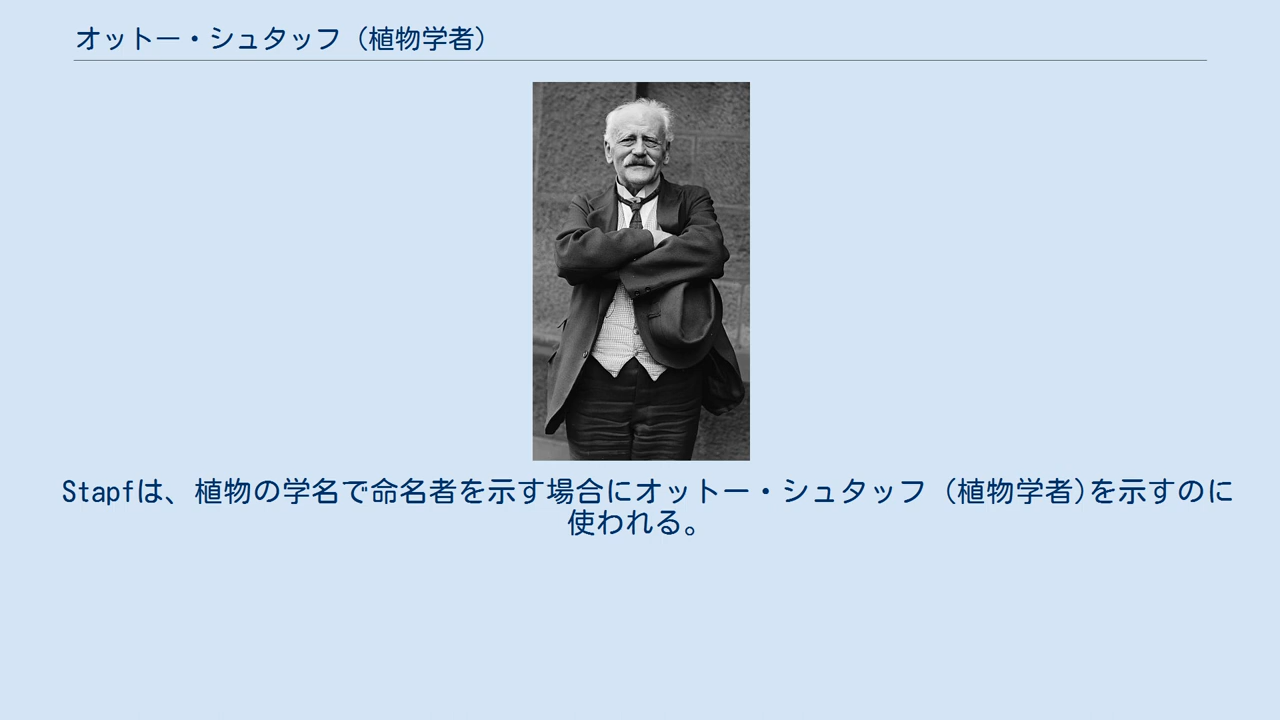 オットー・シュタッフ（植物学者）
Stapfは、植物の学名で命名者を示す場合にオットー・シュタッフ (植物学者)を示すのに
使われる。